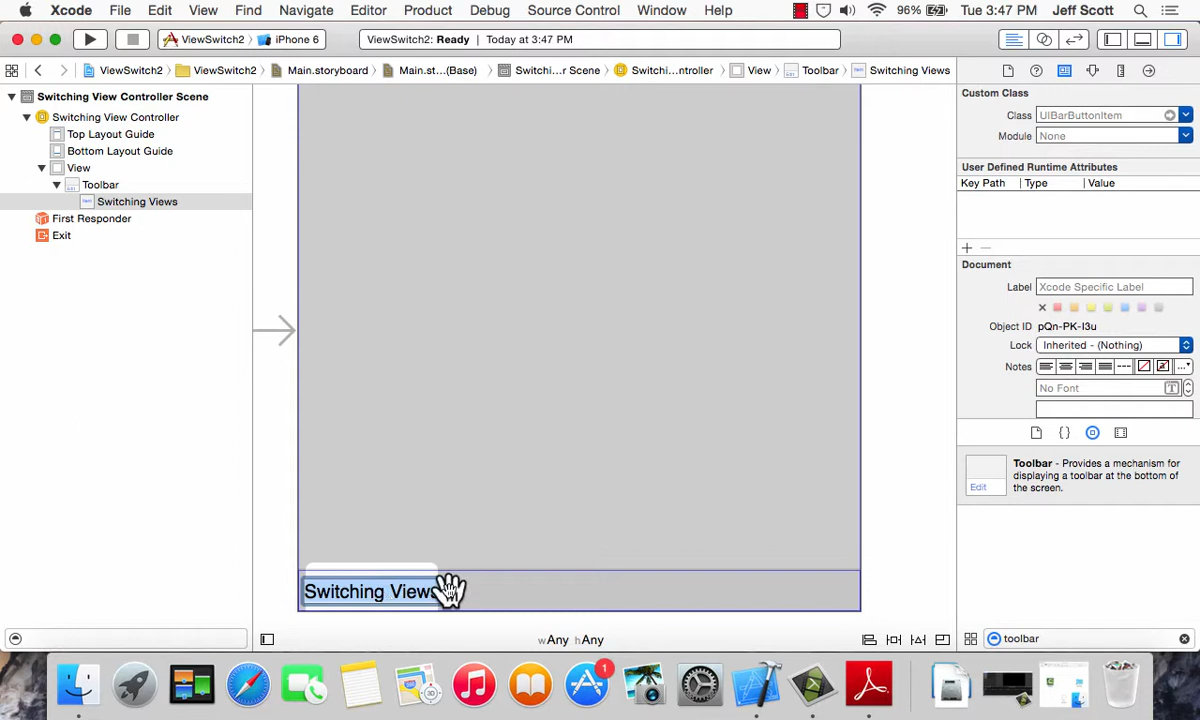 Xcode File Edit View Find Navigate Editor Product Debug Source Control Window Help 96% Tue 3:47 PM Jeff Scott
ViewSwitch2 iPhone 6 ViewSwitch2: Ready Today at 3:47 PM
ViewSwitch2 ViewSwitch2 Main.storyboard Main.st...(Base) Switchi...r Scene Switchi...ntroller View Toolbar Switching Views
Switching View Controller Scene
Switching View Controller
Top Layout Guide
Bottom Layout Guide
View
Toolbar
Switching Views
First Responder
Exit
Switching Views
wAny hAny
Custom Class
Class UIBarButtonItem
Module None
User Defined Runtime Attributes
Key Path Type Value
Document
Label Xcode Specific Label
Object ID pQn-PK-I3u
Lock Inherited - (Nothing)
Notes
No Font
Toolbar - Provides a mechanism for
displaying a toolbar at the bottom of
the screen.
Edit
toolbar
1